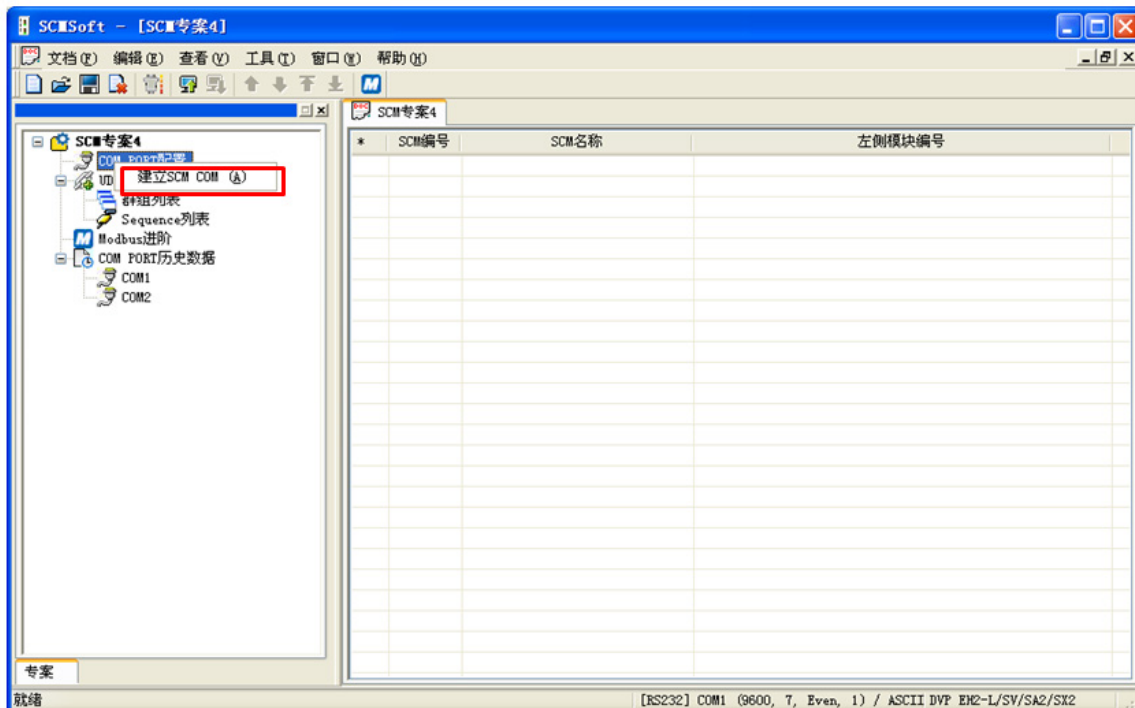 SCMSoft - [SCM专案4]
文档(F) 编辑(E) 查看(V) 工具(T) 窗口(W) 帮助(H)
SCM专案4
SCM专案4
* SCM编号 SCM名称 左侧模块编号
COM PORT配置
建立SCM COM (A)
UD
群组列表
Sequence列表
Modbus进阶
COM PORT历史数据
COM1
COM2
专案
就绪
[RS232] COM1 (9600, 7, Even, 1) / ASCII DVP EH2-L/SV/SA2/SX2